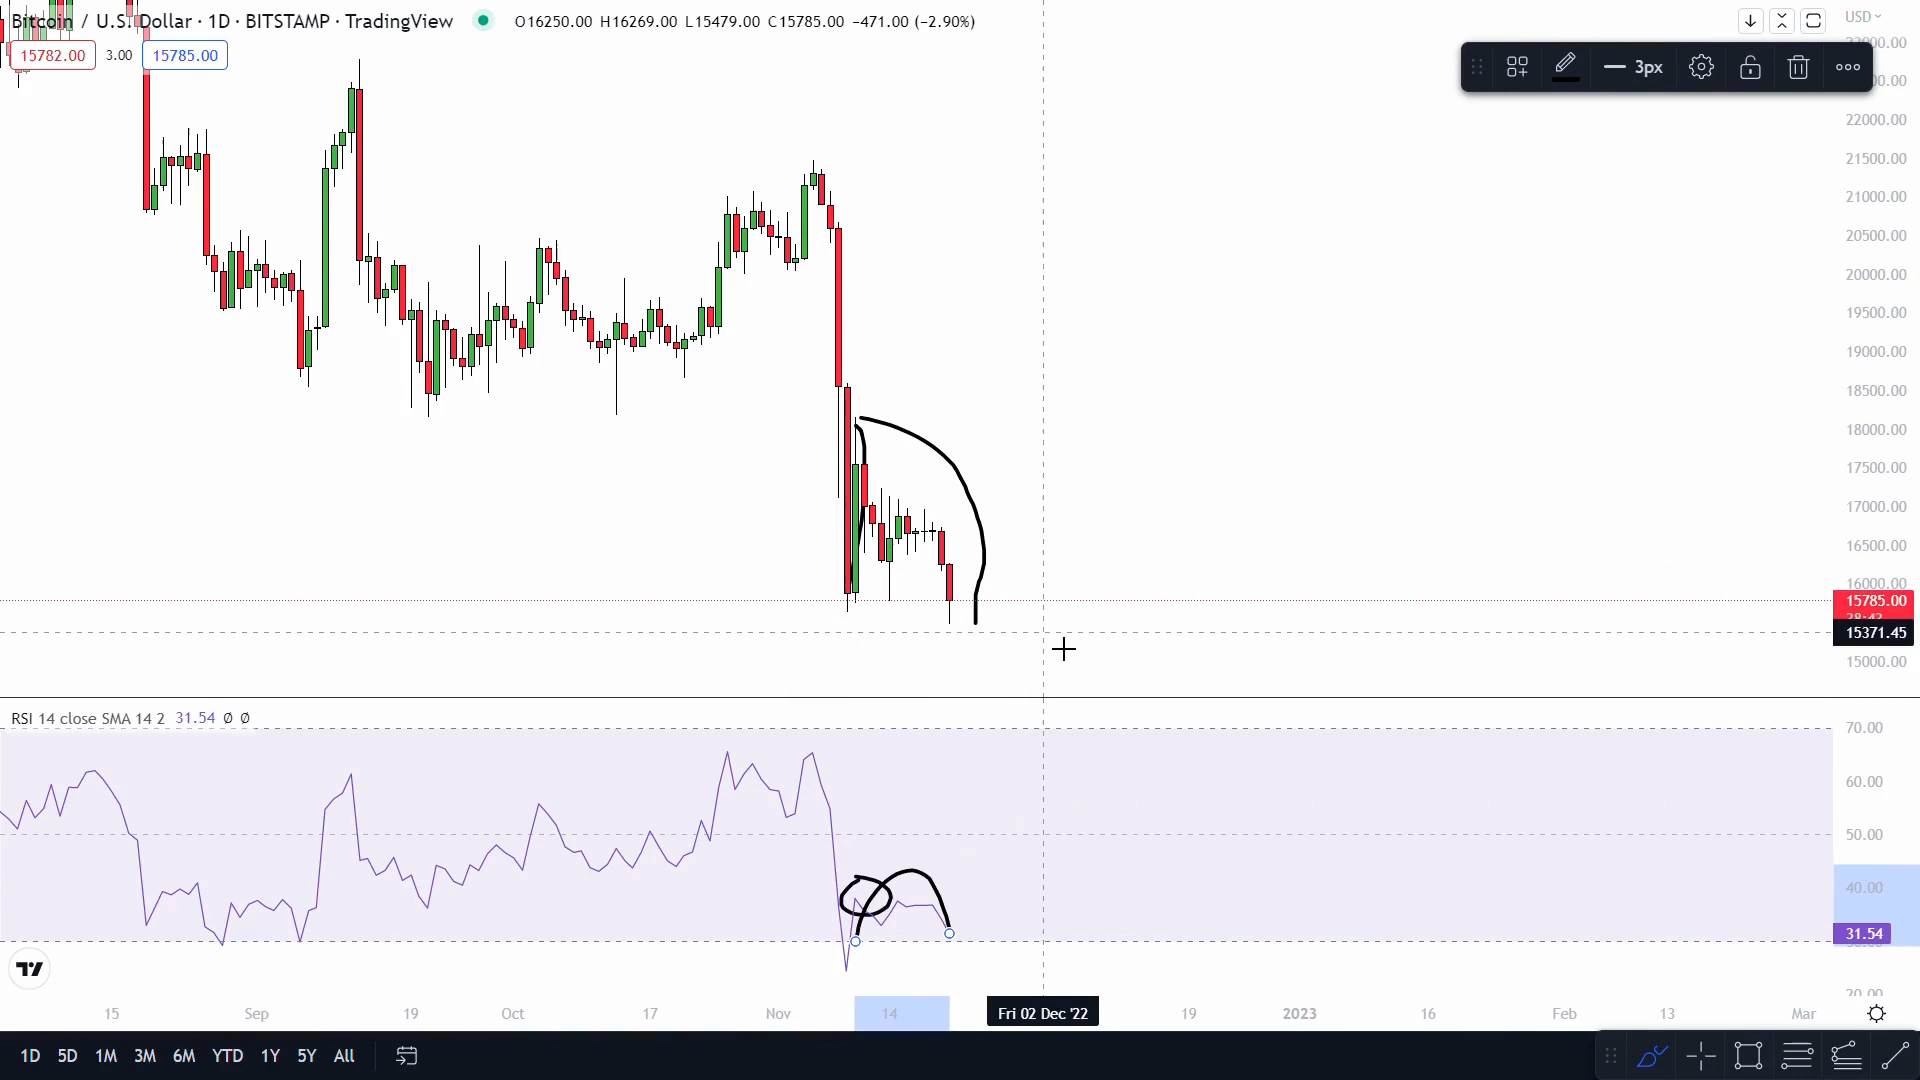 Bitcoin / U.S. Dollar · 1D · BITSTAMP · TradingView
O16250.00 H16269.00 L15479.00 C15785.00 −471.00 (−2.90%)
USD
15782.00 3.00 15785.00
3px
22000.00
21500.00
21000.00
20500.00
20000.00
19500.00
19000.00
18500.00
18000.00
17500.00
17000.00
16500.00
16000.00
15785.00
15371.45
15000.00
RSI 14 close SMA 14 2 31.54 Ø Ø
70.00
60.00
50.00
40.00
31.54
20.00
15 Sep 19 Oct 17 Nov 14 Fri 02 Dec '22 19 2023 16 Feb 13 Mar
1D 5D 1M 3M 6M YTD 1Y 5Y All